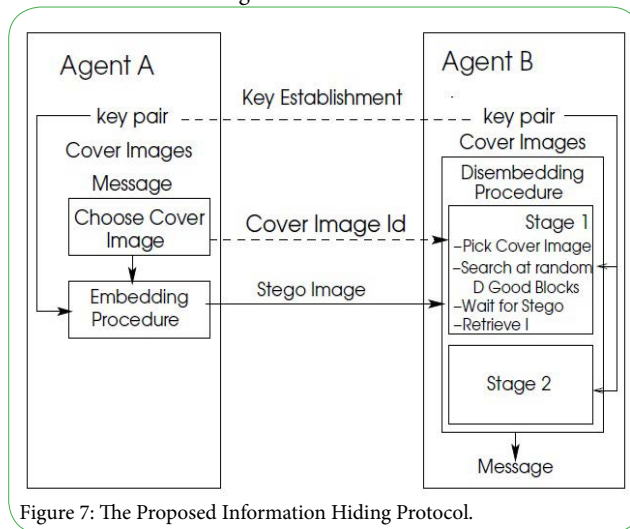 Agent A
key pair
Cover Images
Message
Choose Cover
Image
Embedding
Procedure
Key Establishment
Cover Image Id
Stego Image
Agent B
key pair
Cover Images
Disembedding
Procedure
Stage 1
-Pick Cover Image
-Search at random
D Good Blocks
-Wait for Stego
-Retrieve I
Stage 2
Message
Figure 7: The Proposed Information Hiding Protocol.